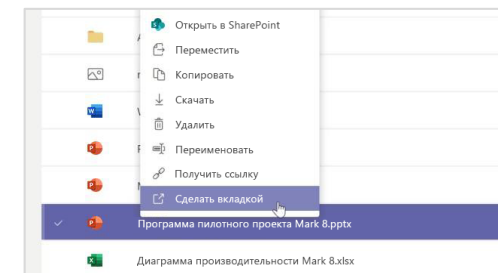 Открыть в SharePoint
Переместить
Копировать
Скачать
Удалить
Переименовать
Получить ссылку
Сделать вкладкой
Программа пилотного проекта Mark 8.pptx
Диаграмма производительности Mark 8.xlsx